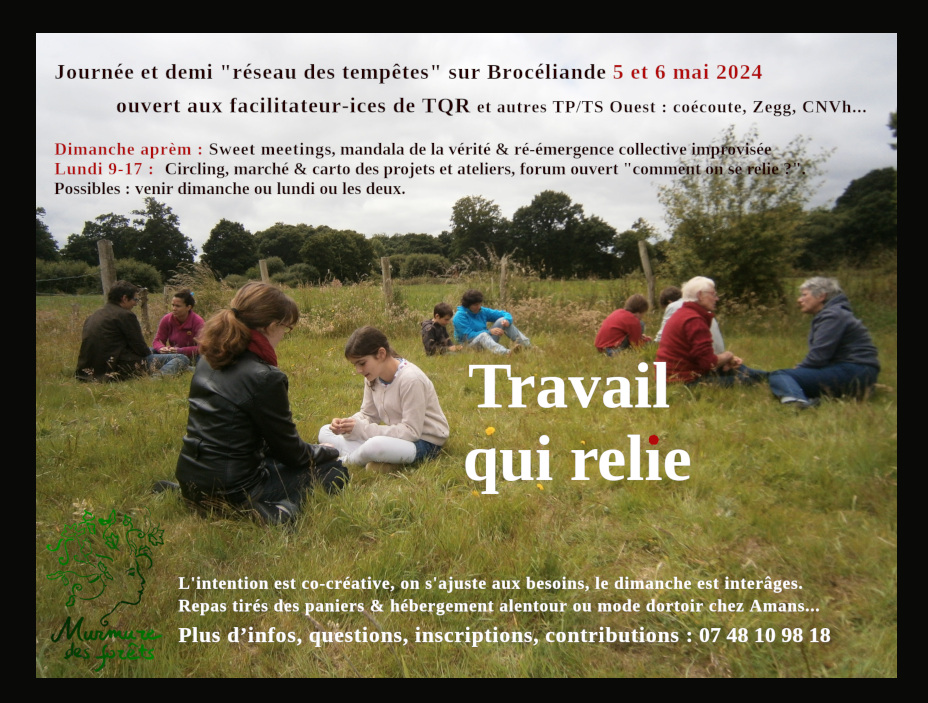 Journée et demi "réseau des tempêtes" sur Brocéliande 5 et 6 mai 2024
ouvert aux facilitateur-ices de TQR et autres TP/TS Ouest : coécoute, Zegg, CNVh...
Dimanche aprèm : Sweet meetings, mandala de la vérité & ré-émergence collective improvisée
Lundi 9-17 : Circling, marché & carto des projets et ateliers, forum ouvert "comment on se relie ?".
Possibles : venir dimanche ou lundi ou les deux.
Travail
qui relie
L'intention est co-créative, on s'ajuste aux besoins, le dimanche est interâges.
Repas tirés des paniers & hébergement alentour ou mode dortoir chez Amans...
Plus d’infos, questions, inscriptions, contributions : 07 48 10 98 18
Murmure
des forêts